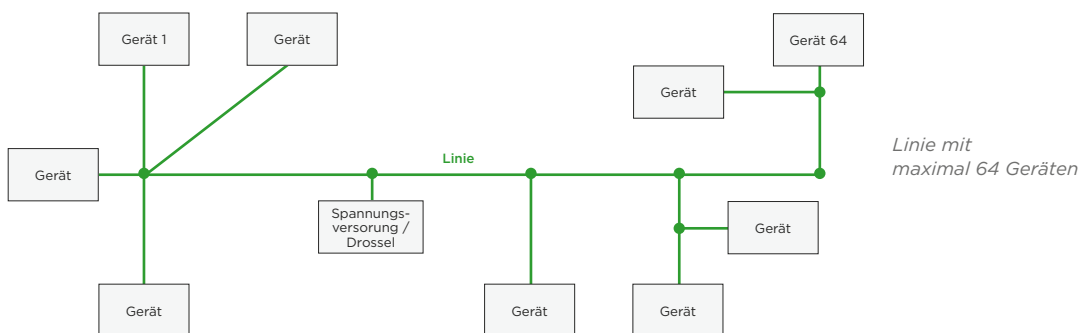 Gerät 1
Gerät
Gerät 64
Gerät
Linie
Linie mit
maximal 64 Geräten
Gerät
Spannungs-
versorung /
Drossel
Gerät
Gerät
Gerät
Gerät